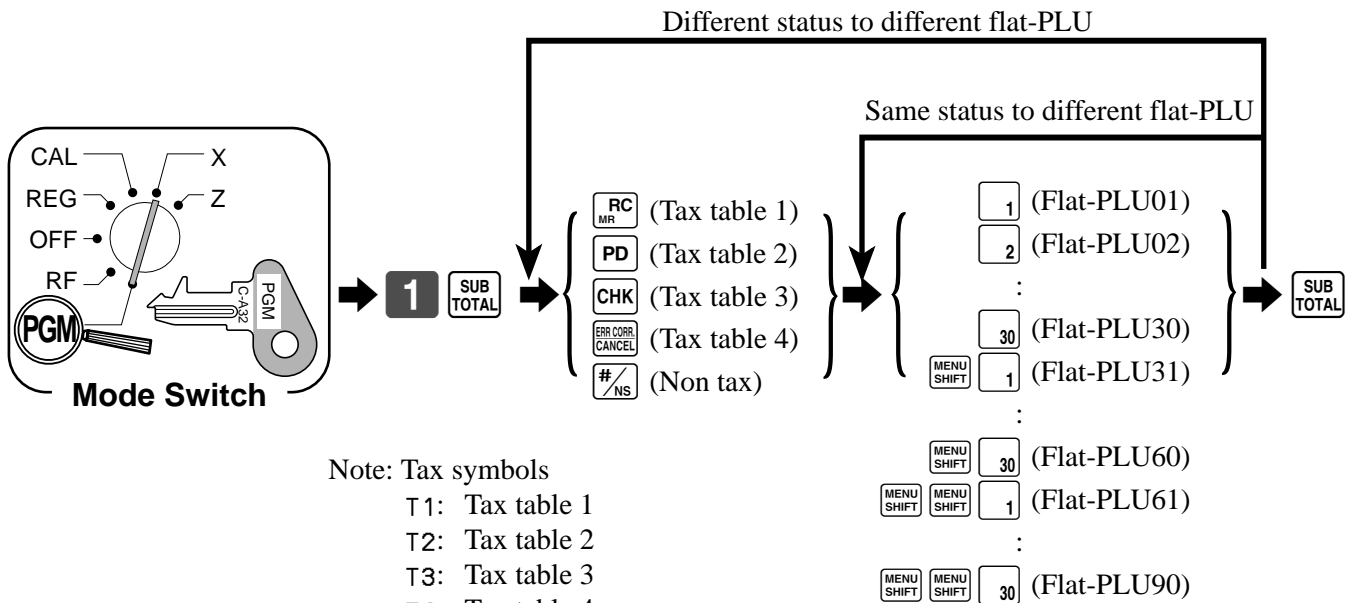 Different status to different flat-PLU
Same status to different flat-PLU
CAL
X
REG
Z
OFF
RF
PGM
PGM
C-A32
Mode Switch
1 SUB TOTAL
RC MR (Tax table 1)
PD (Tax table 2)
CHK (Tax table 3)
ERR CORR. CANCEL (Tax table 4)
#/NS (Non tax)
1 (Flat-PLU01)
2 (Flat-PLU02)
:
30 (Flat-PLU30)
MENU SHIFT 1 (Flat-PLU31)
:
MENU SHIFT 30 (Flat-PLU60)
MENU SHIFT MENU SHIFT 1 (Flat-PLU61)
:
MENU SHIFT MENU SHIFT 30 (Flat-PLU90)
SUB TOTAL
Note: Tax symbols
T1: Tax table 1
T2: Tax table 2
T3: Tax table 3